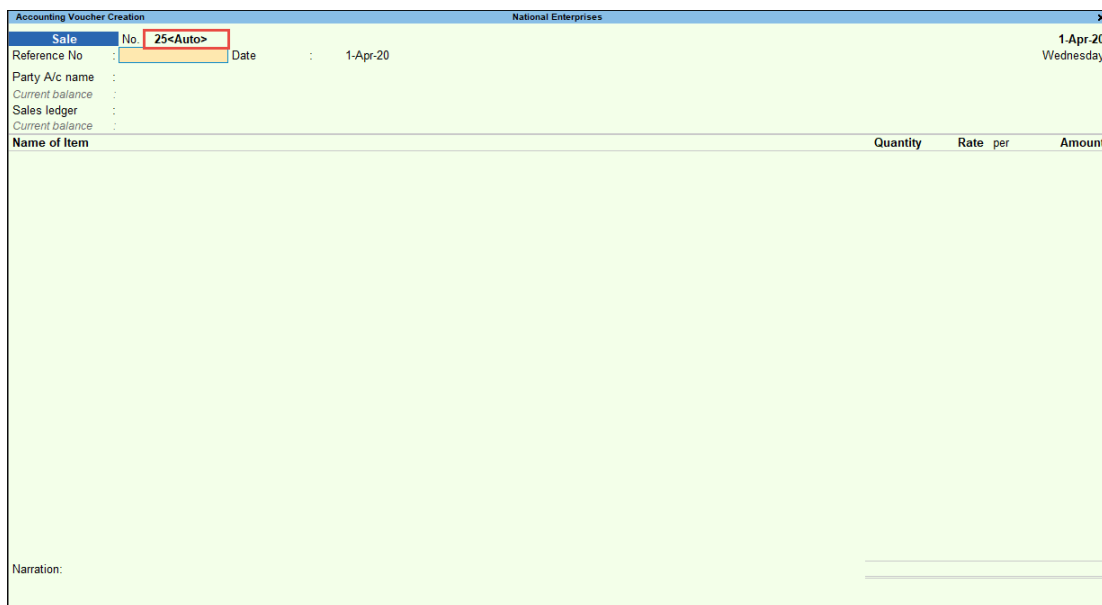 Accounting Voucher Creation National Enterprises x
Sale No. 25<Auto> 1-Apr-20
Reference No : Date : 1-Apr-20 Wednesday
Party A/c name :
Current balance :
Sales ledger :
Current balance :
Name of Item Quantity Rate per Amount
Narration: